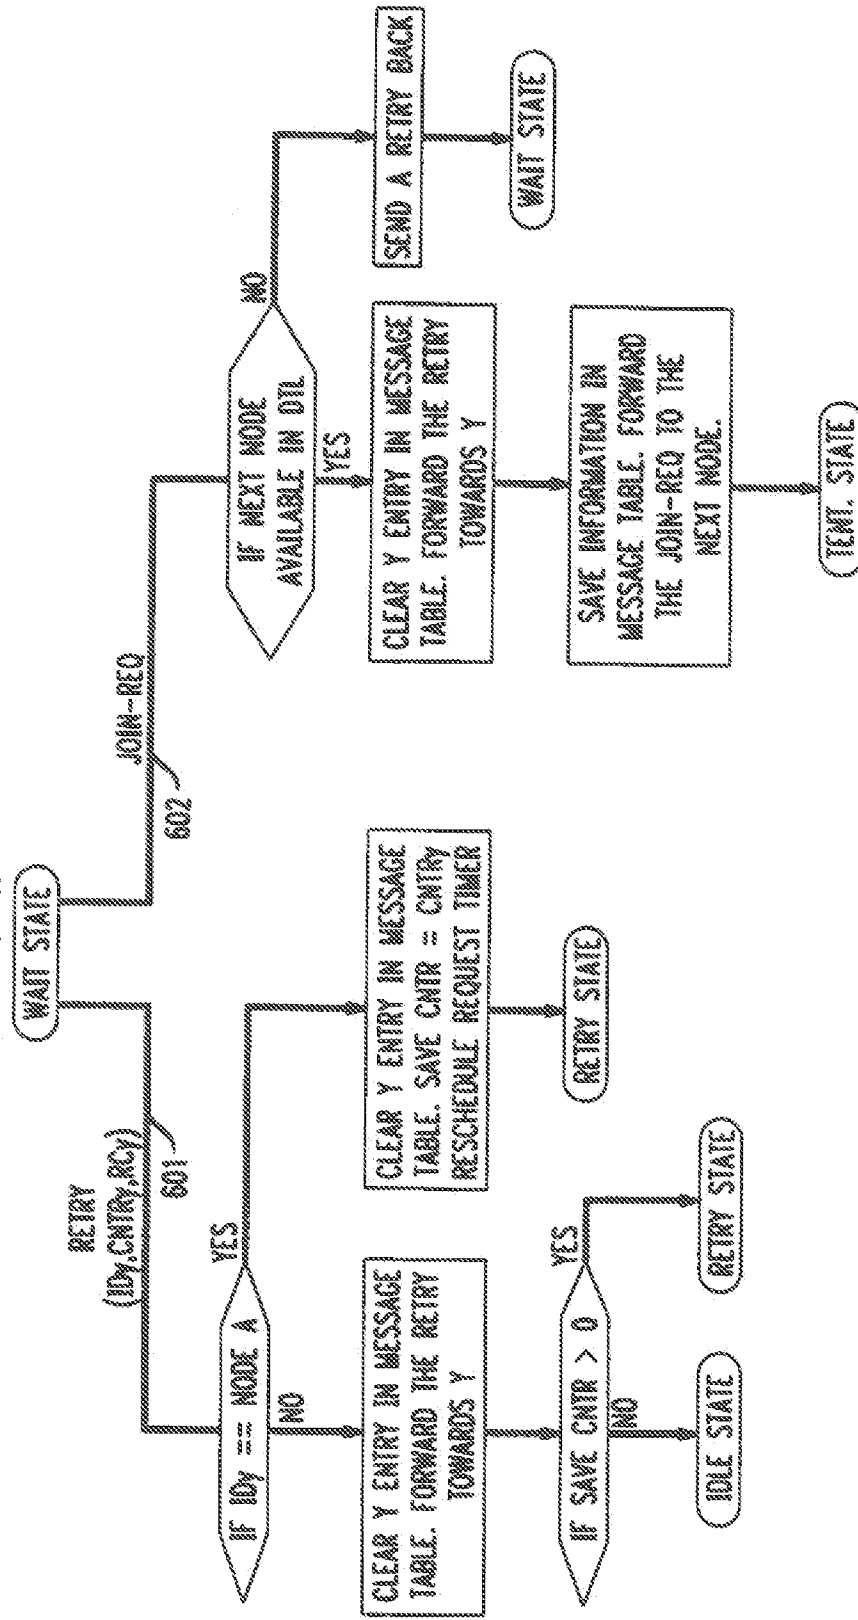 WAIT STATE
RETRY
(IDy,CNTRy,RCy)
601
JOIN-REQ
602
IF IDy == NODE A
YES
NO
CLEAR Y ENTRY IN MESSAGE
TABLE. FORWARD THE RETRY
TOWARDS Y
IF SAVE CNTR > 0
YES
NO
IDLE STATE
RETRY STATE
CLEAR Y ENTRY IN MESSAGE
TABLE. SAVE CNTR = CNTRy
RESCHEDULE REQUEST TIMER
RETRY STATE
IF NEXT NODE
AVAILABLE IN DTL
YES
NO
CLEAR Y ENTRY IN MESSAGE
TABLE. FORWARD THE RETRY
TOWARDS Y
SAVE INFORMATION IN
MESSAGE TABLE. FORWARD
THE JOIN-REQ TO THE
NEXT NODE.
TENT. STATE
SEND A RETRY BACK
WAIT STATE